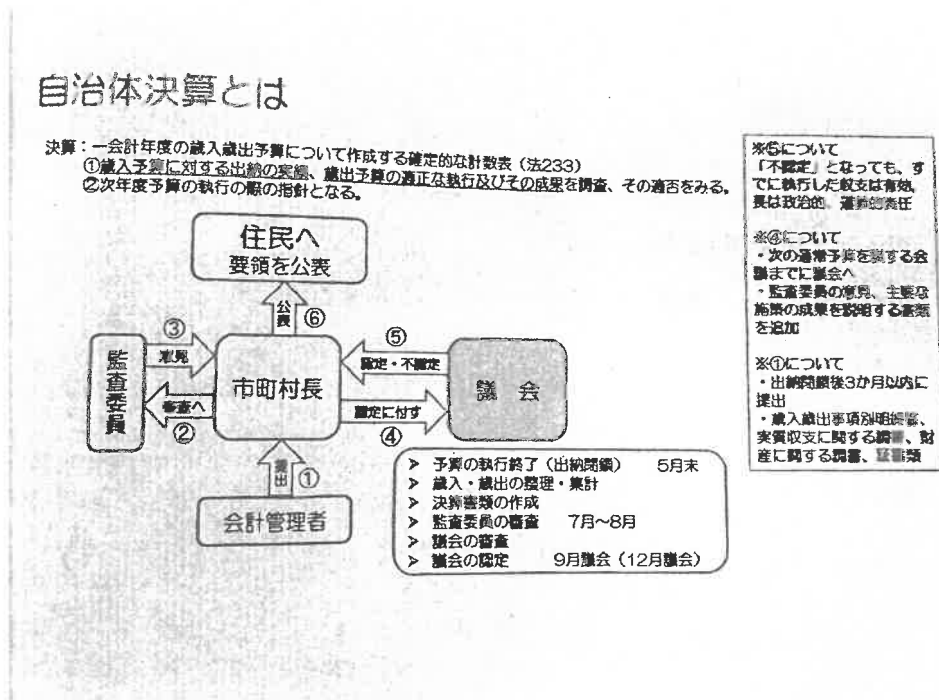 自治体決算とは
決算：一会計年度の歳入歳出予算について作成する確定的な計数表（法233）
①歳入予算に対する出納の実績、歳出予算の適正な執行及びその成果を調査、その適否をみる。
②次年度予算の執行の際の指針となる。
住民へ
要領を公表
公表
⑥
③
意見
監査委員
審査へ
②
市町村長
⑤
認定・不認定
認定に付す
④
議　会
提出
①
会計管理者
➢ 予算の執行終了（出納閉鎖）　5月末
➢ 歳入・歳出の整理・集計
➢ 決算書類の作成
➢ 監査委員の審査　7月～8月
➢ 議会の審査
➢ 議会の認定　9月議会（12月議会）
※⑤について
「不認定」となっても、す
でに執行した収支は有効。
長は政治的、道義的責任
※④について
・次の通常予算を議する会
議までに議会へ
・監査委員の意見、主要な
施策の成果を説明する書類
を追加
※①について
・出納閉鎖後3か月以内に
提出
・歳入歳出事項別明細書、
実質収支に関する調書、財
産に関する調書、証書類